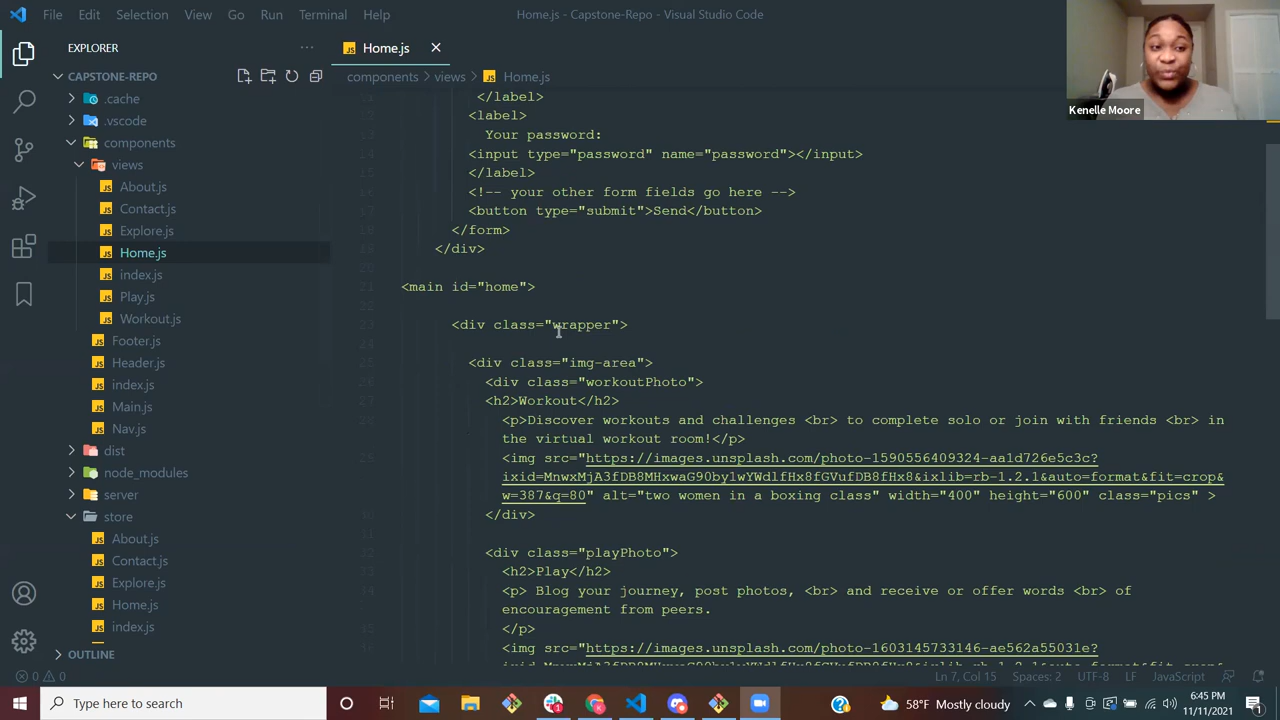 File Edit Selection View Go Run Terminal Help
Home.js - Capstone-Repo - Visual Studio Code
Kenelle Moore
EXPLORER
CAPSTONE-REPO
.cache
.vscode
components
views
About.js
Contact.js
Explore.js
Home.js
index.js
Play.js
Workout.js
Footer.js
Header.js
index.js
Main.js
Nav.js
dist
node_modules
server
store
About.js
Contact.js
Explore.js
Home.js
index.js
OUTLINE
Home.js
components > views > Home.js
</label>
<label>
Your password:
<input type="password" name="password"></input>
</label>
<!-- your other form fields go here -->
<button type="submit">Send</button>
</form>
</div>
<main id="home">
<div class="wrapper">
<div class="img-area">
<div class="workoutPhoto">
<h2>Workout</h2>
<p>Discover workouts and challenges <br> to complete solo or join with friends <br> in
the virtual workout room!</p>
<img src="https://images.unsplash.com/photo-1590556409324-aa1d726e5c3c?
ixid=MnwxMjA3fDB8MHxwaG90by1wYWdlfHx8fGVufDB8fHx8&ixlib=rb-1.2.1&auto=format&fit=crop&
w=387&q=80" alt="two women in a boxing class" width="400" height="600" class="pics" >
</div>
<div class="playPhoto">
<h2>Play</h2>
<p> Blog your journey, post photos, <br> and receive or offer words <br> of
encouragement from peers.
</p>
<img src="https://images.unsplash.com/photo-1603145733146-ae562a55031e?
0 0
Ln 7, Col 15 Spaces: 2 UTF-8 LF JavaScript
Type here to search
58°F Mostly cloudy
6:45 PM
11/11/2021